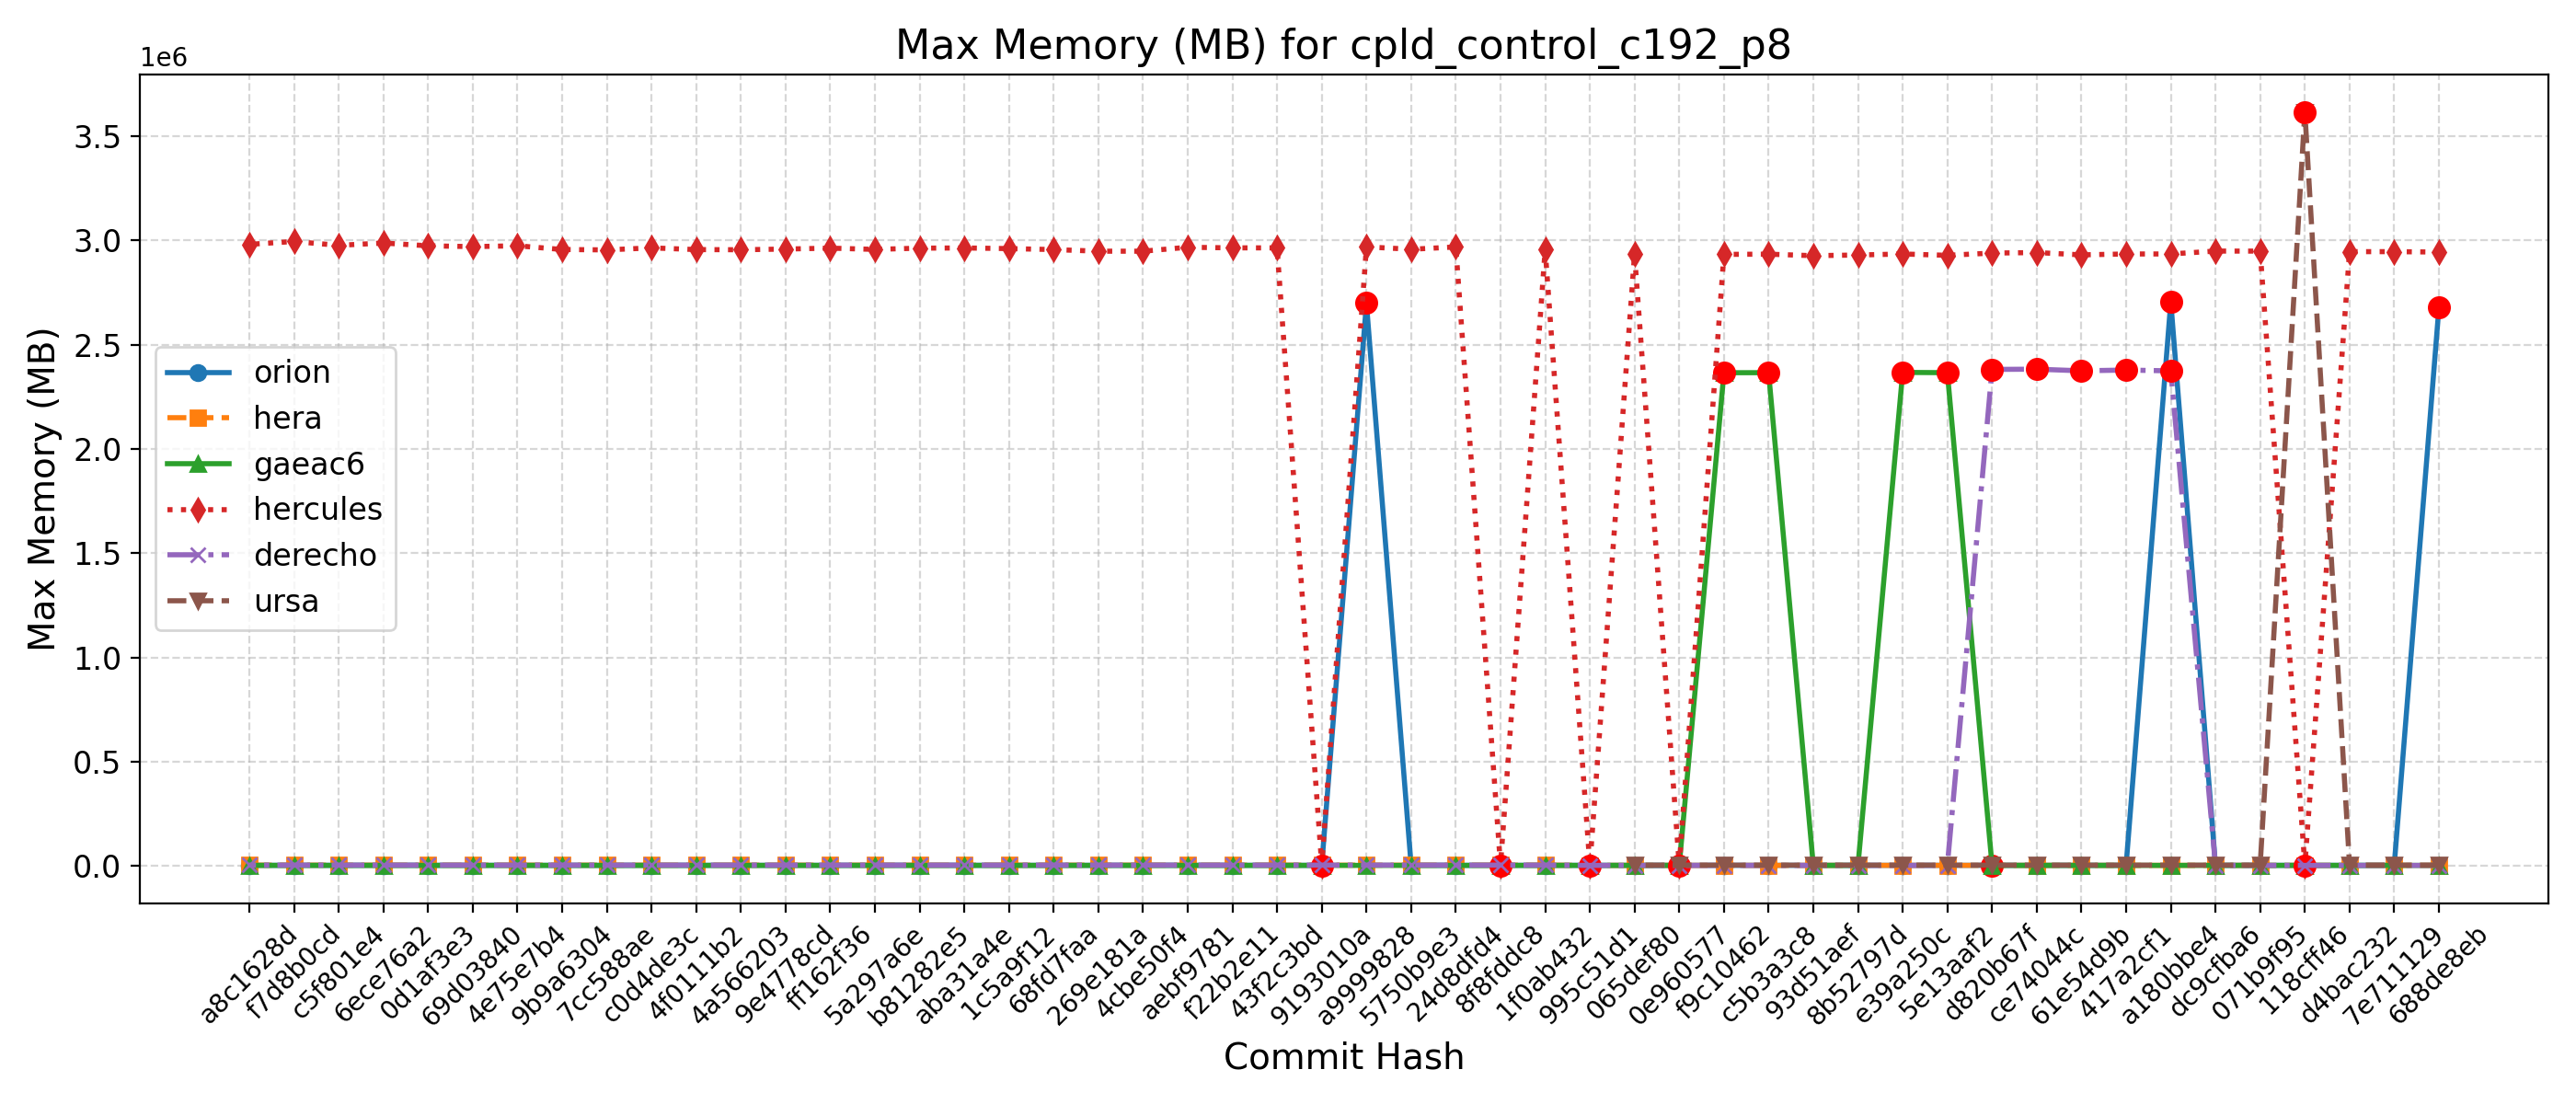 Max Memory (MB) for cpld_control_c192_p8
1e6
3.5
3.0
2.5
2.0
1.5
1.0
0.5
0.0
Max Memory (MB)
orion
hera
gaeac6
hercules
derecho
ursa
a8c1628d
f7d8b0cd
c5f801e4
6ece76a2
0d1af3e3
69d03840
4e75e7b4
9b9a6304
7cc588ae
c0d4de3c
4f0111b2
4a566203
9e4778cd
ff162f36
5a297a6e
b81282e5
aba31a4e
1c5a9f12
68fd7faa
269e181a
4cbe50f4
aebf9781
f22b2e11
43f2c3bd
9193010a
a9999828
5750b9e3
24d8dfd4
8f8fddc8
1f0ab432
995c51d1
065def80
0e960577
f9c10462
c5b3a3c8
93d51aef
8b52797d
e39a250c
5e13aaf2
d820b67f
ce74044c
61e54d9b
417a2cf1
a180bbe4
dc9cfba6
071b9f95
118cff46
d4bac232
7e711129
688de8eb
Commit Hash